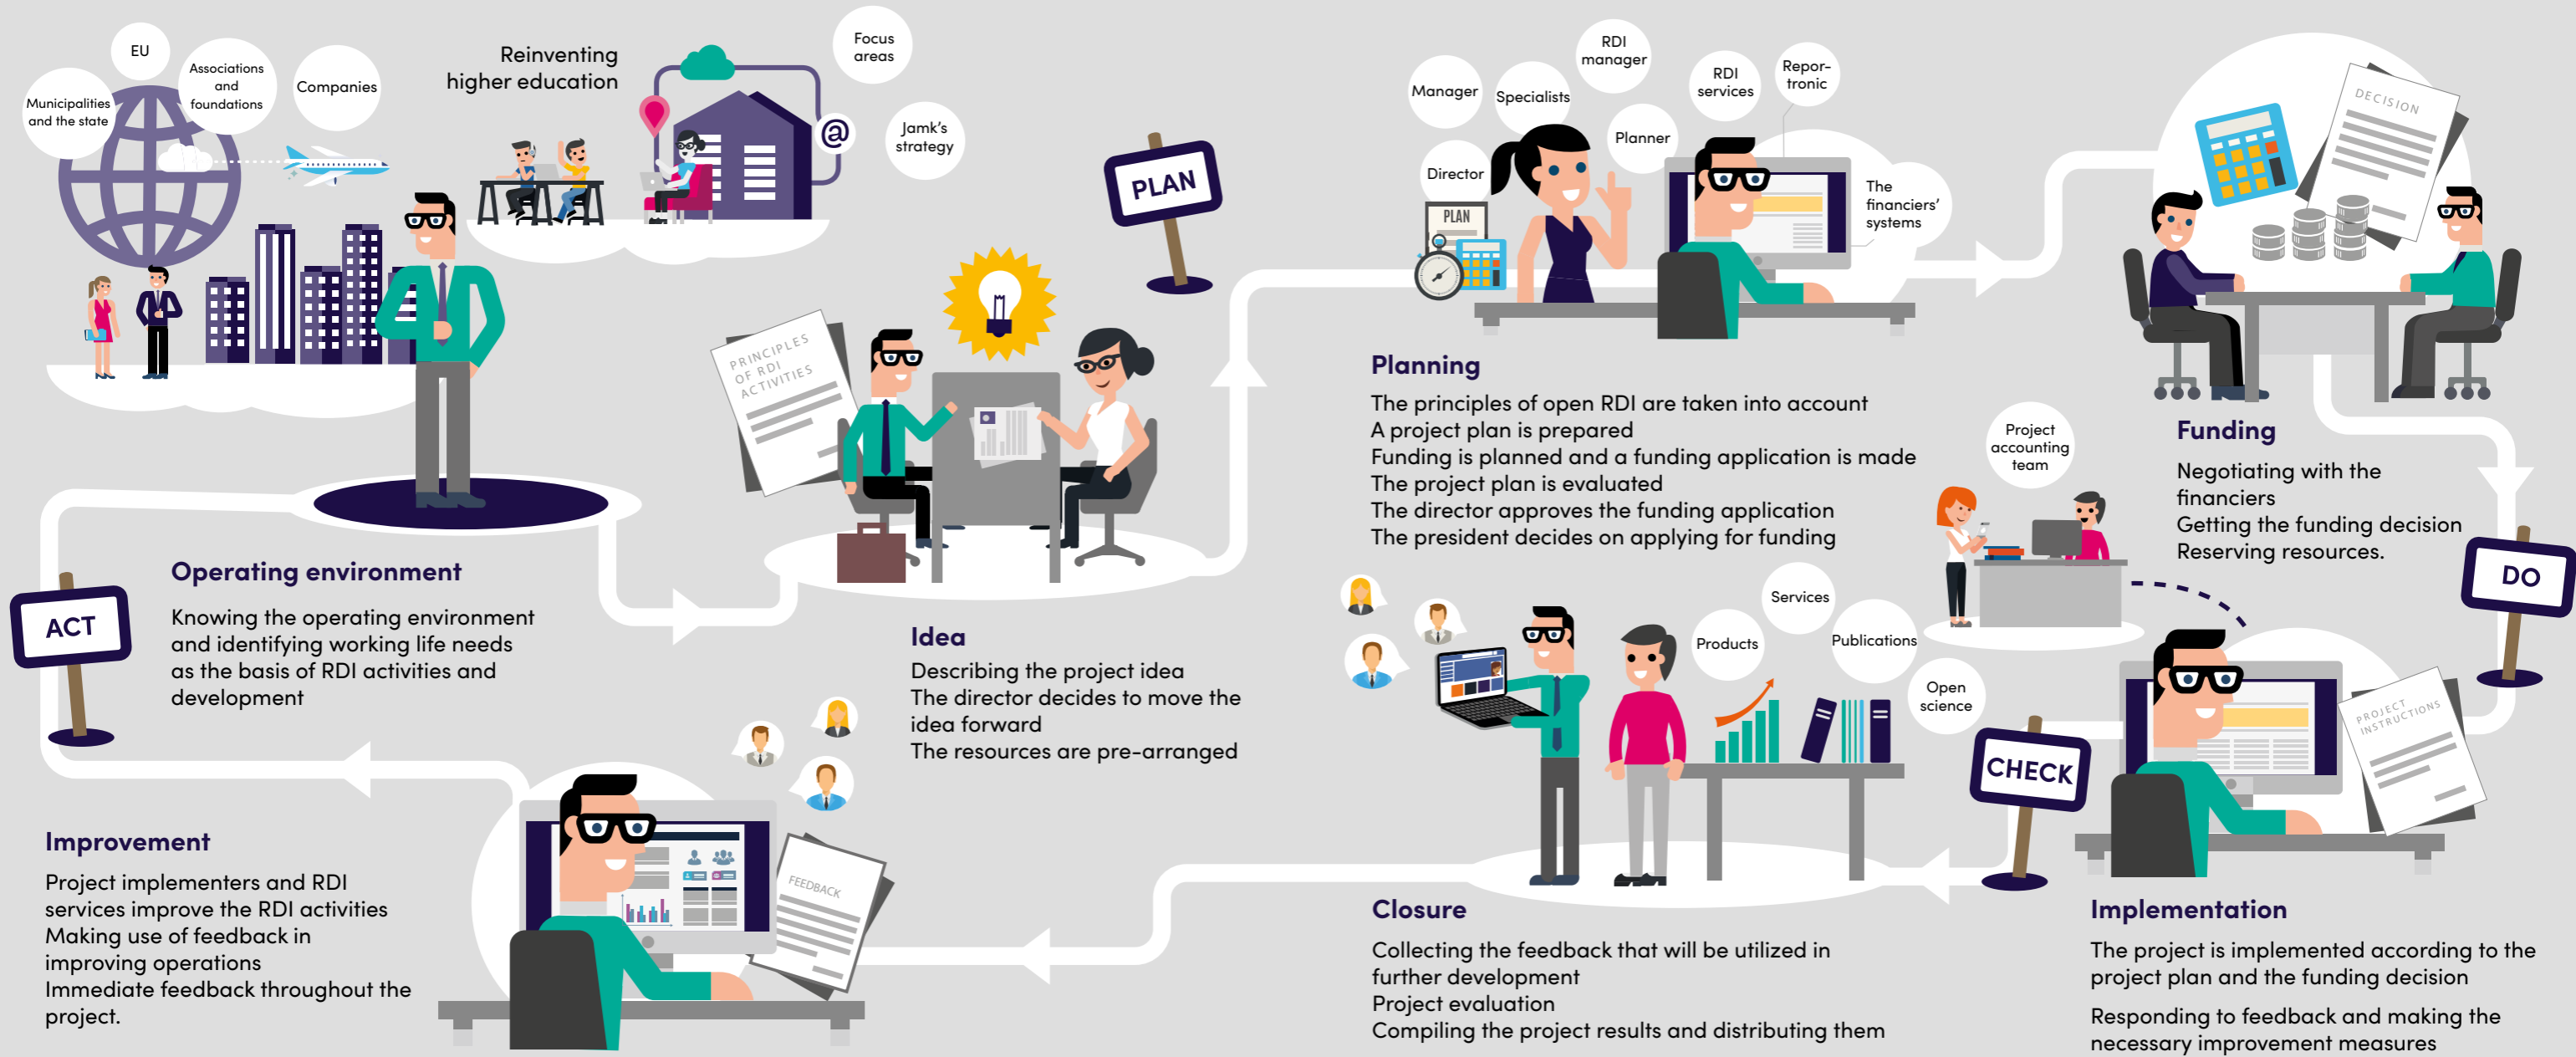 EU
Municipalities
and the state
Associations
and
foundations
Companies
Reinventing
higher education
Focus
areas
@
Jamk's
strategy
PLAN
Manager
Specialists
RDI
manager
RDI
services
Repor-
tronic
Planner
Director
PLAN
The
financiers'
systems
DECISION
PRINCIPLES
OF RDI
ACTIVITIES
Operating environment
Knowing the operating environment
and identifying working life needs
as the basis of RDI activities and
development
Idea
Describing the project idea
The director decides to move the
idea forward
The resources are pre-arranged
Planning
The principles of open RDI are taken into account
A project plan is prepared
Funding is planned and a funding application is made
The project plan is evaluated
The director approves the funding application
The president decides on applying for funding
Funding
Negotiating with the
financiers
Getting the funding decision
Reserving resources.
Project
accounting
team
DO
PROJECT
INSTRUCTIONS
Implementation
The project is implemented according to the
project plan and the funding decision
Responding to feedback and making the
necessary improvement measures
CHECK
Products
Services
Publications
Open
science
Closure
Collecting the feedback that will be utilized in
further development
Project evaluation
Compiling the project results and distributing them
FEEDBACK
Improvement
Project implementers and RDI
services improve the RDI activities
Making use of feedback in
improving operations
Immediate feedback throughout the
project.
ACT